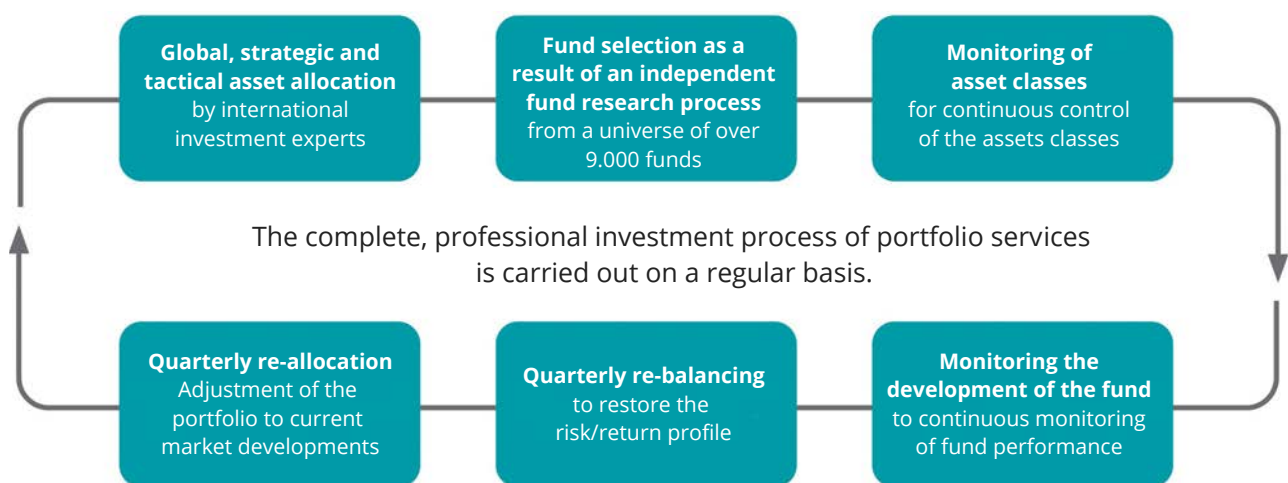 Global, strategic and
tactical asset allocation
by international
investment experts
Fund selection as a
result of an independent
fund research process
from a universe of over
9.000 funds
Monitoring of
asset classes
for continuous control
of the assets classes
The complete, professional investment process of portfolio services
is carried out on a regular basis.
Quarterly re-allocation
Adjustment of the
portfolio to current
market developments
Quarterly re-balancing
to restore the
risk/return profile
Monitoring the
development of the fund
to continuous monitoring
of fund performance